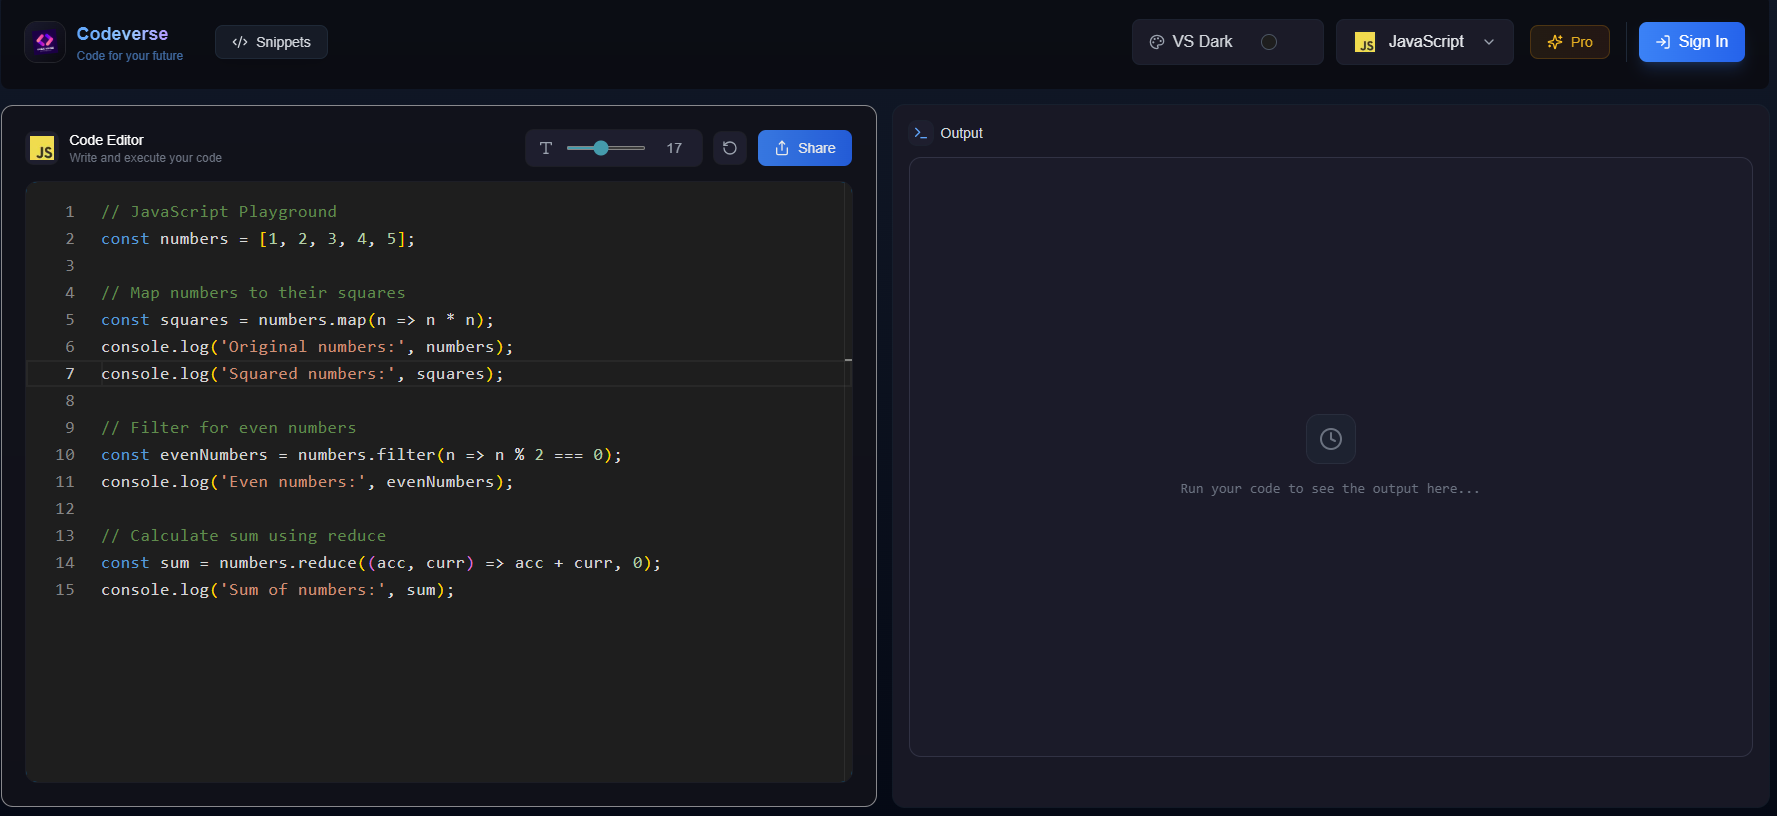 Codeverse
Code for your future
</> Snippets
VS Dark
JS JavaScript
Pro
Sign In
JS
Code Editor
Write and execute your code
T 17
Share
1 // JavaScript Playground
2 const numbers = [1, 2, 3, 4, 5];
3
4 // Map numbers to their squares
5 const squares = numbers.map(n => n * n);
6 console.log('Original numbers:', numbers);
7 console.log('Squared numbers:', squares);
8
9 // Filter for even numbers
10 const evenNumbers = numbers.filter(n => n % 2 === 0);
11 console.log('Even numbers:', evenNumbers);
12
13 // Calculate sum using reduce
14 const sum = numbers.reduce((acc, curr) => acc + curr, 0);
15 console.log('Sum of numbers:', sum);
>_ Output
Run your code to see the output here...